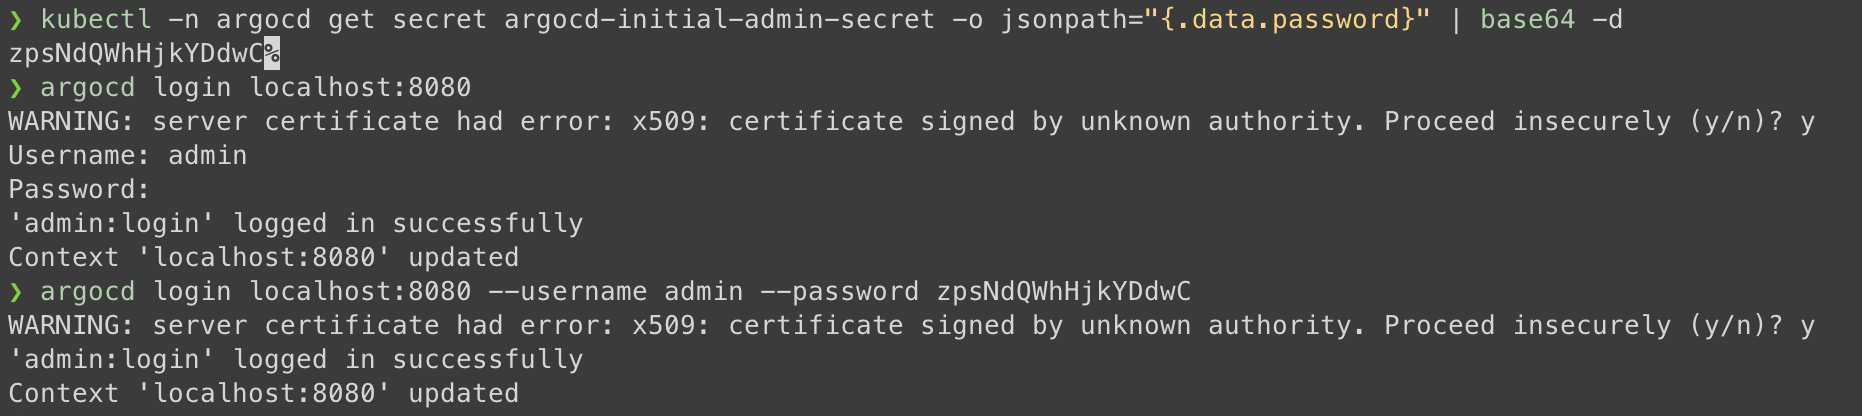 ❯ kubectl -n argocd get secret argocd-initial-admin-secret -o jsonpath="{.data.password}" | base64 -d
zpsNdQWhHjkYDdwC%
❯ argocd login localhost:8080
WARNING: server certificate had error: x509: certificate signed by unknown authority. Proceed insecurely (y/n)? y
Username: admin
Password:
'admin:login' logged in successfully
Context 'localhost:8080' updated
❯ argocd login localhost:8080 --username admin --password zpsNdQWhHjkYDdwC
WARNING: server certificate had error: x509: certificate signed by unknown authority. Proceed insecurely (y/n)? y
'admin:login' logged in successfully
Context 'localhost:8080' updated